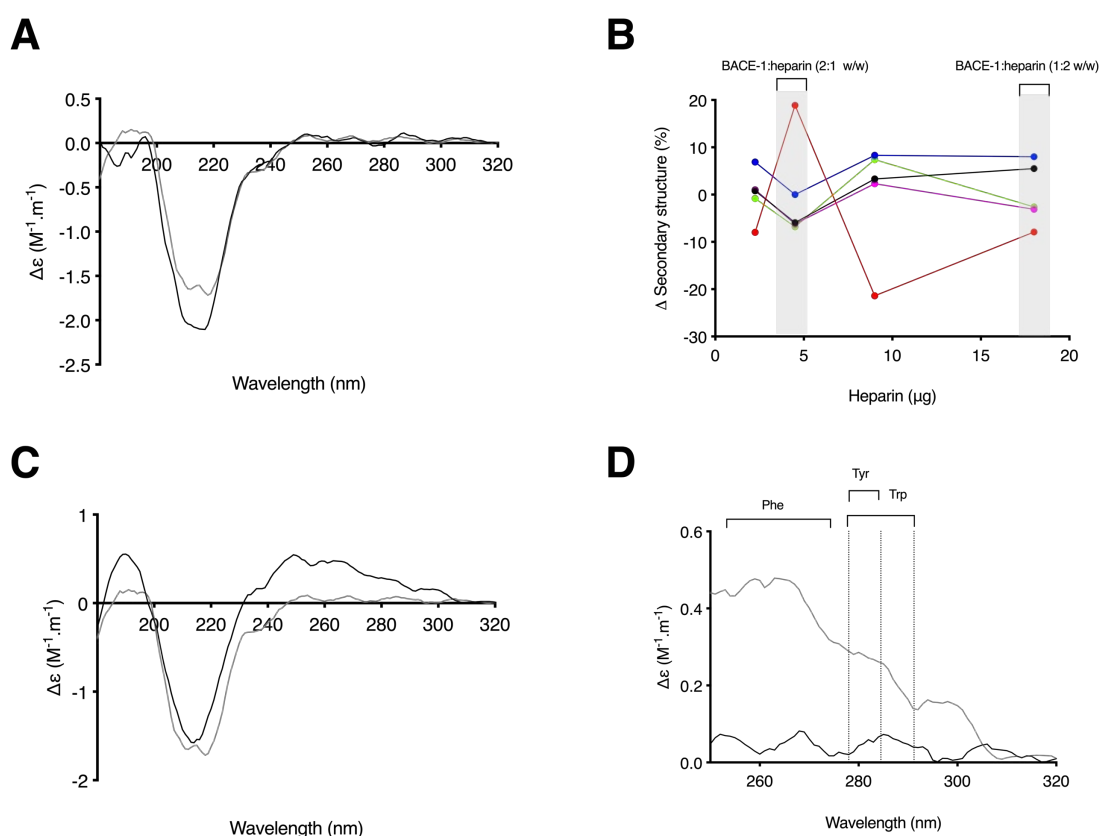 A
0.5
0.0
-0.5
-1.0
-1.5
-2.0
-2.5
200 220 240 260 280 300 320
Δε (M-1.m-1)
Wavelength (nm)
B
BACE-1:heparin (2:1 w/w)
BACE-1:heparin (1:2 w/w)
20
10
0
-10
-20
-30
0 5 10 15 20
Δ Secondary structure (%)
Heparin (μg)
C
1
0
-1
-2
200 220 240 260 280 300 320
Δε (M-1.m-1)
Wavelength (nm)
D
Tyr
Trp
Phe
0.6
0.4
0.2
0.0
260 280 300 320
Δε (M-1.m-1)
Wavelength (nm)